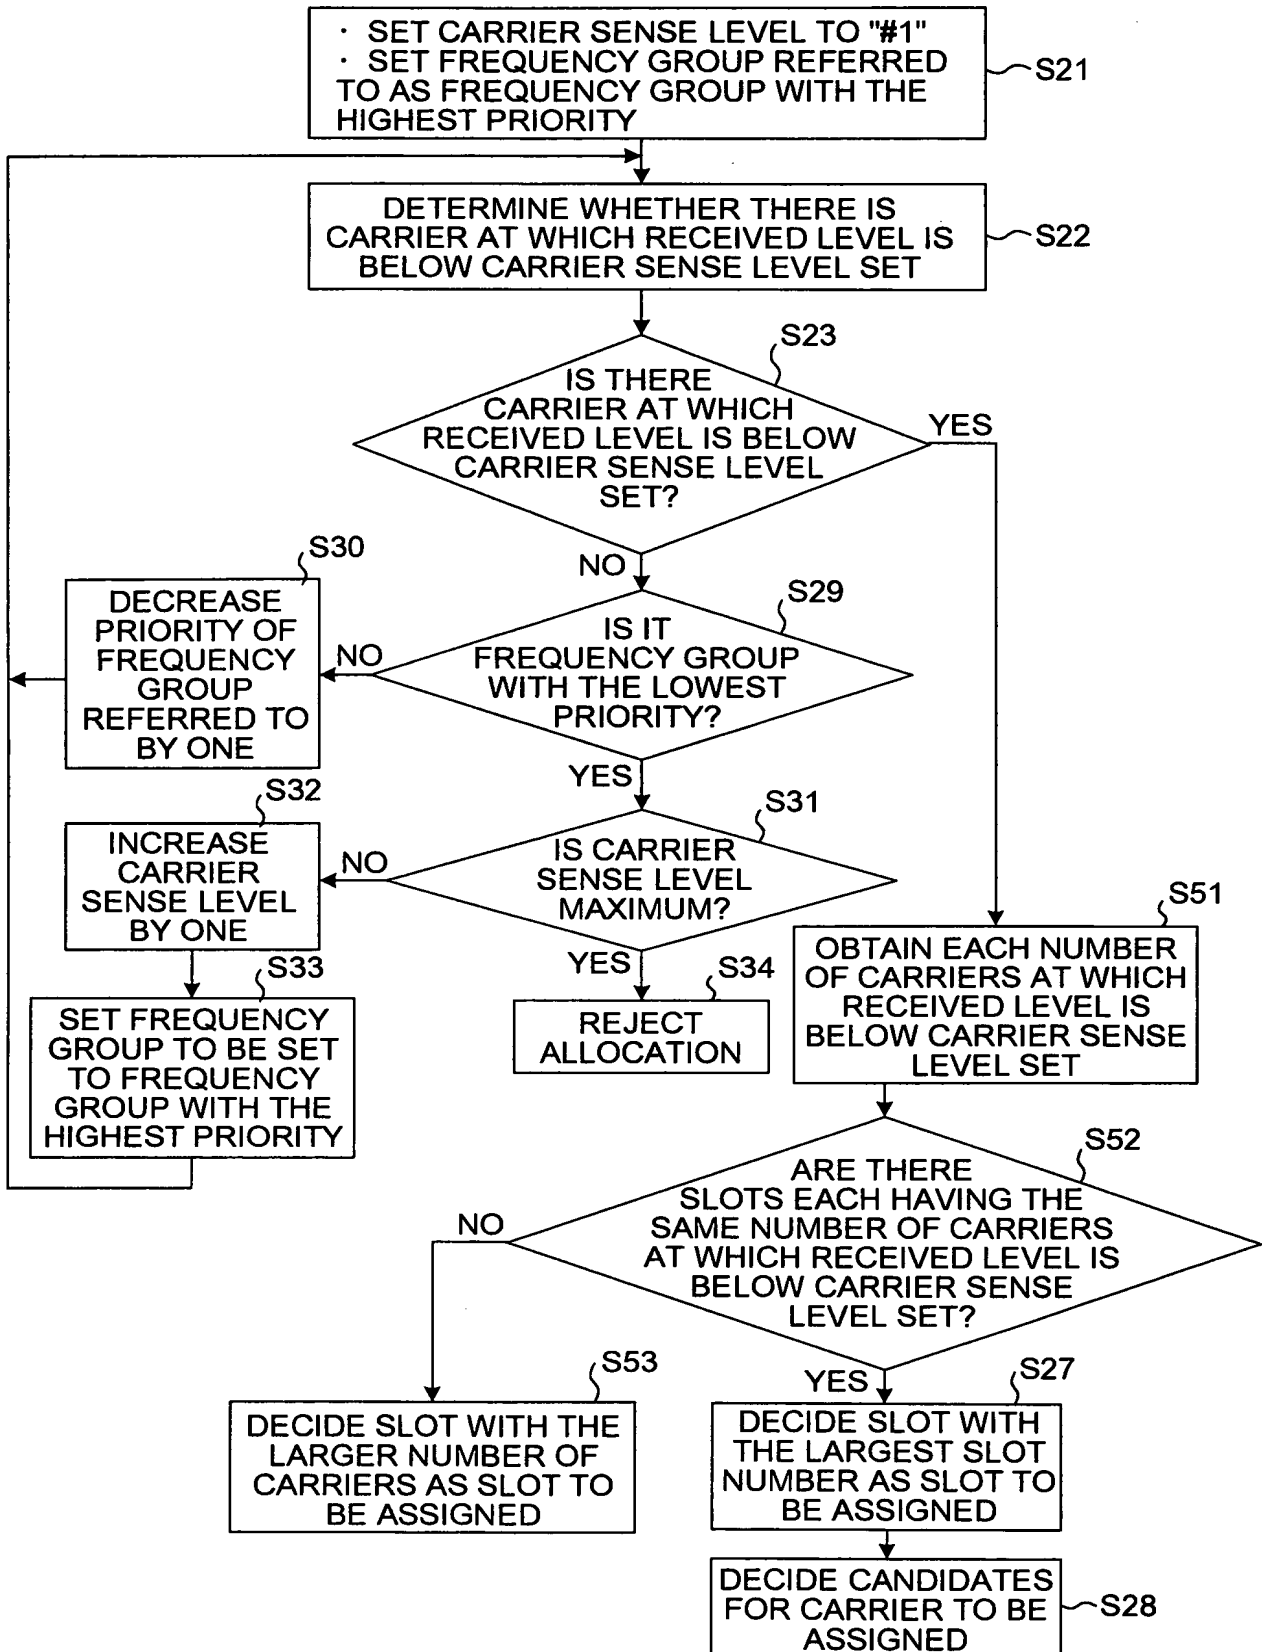 · SET CARRIER SENSE LEVEL TO "#1"
· SET FREQUENCY GROUP REFERRED
TO AS FREQUENCY GROUP WITH THE
HIGHEST PRIORITY
S21
DETERMINE WHETHER THERE IS
CARRIER AT WHICH RECEIVED LEVEL IS
BELOW CARRIER SENSE LEVEL SET
S22
S23
IS THERE
CARRIER AT WHICH
RECEIVED LEVEL IS BELOW
CARRIER SENSE LEVEL
SET?
YES
NO
S30
DECREASE
PRIORITY OF
FREQUENCY
GROUP
REFERRED TO
BY ONE
NO
S29
IS IT
FREQUENCY GROUP
WITH THE LOWEST
PRIORITY?
YES
S32
INCREASE
CARRIER
SENSE LEVEL
BY ONE
NO
S31
IS CARRIER
SENSE LEVEL
MAXIMUM?
YES
S33
SET FREQUENCY
GROUP TO BE SET
TO FREQUENCY
GROUP WITH THE
HIGHEST PRIORITY
S34
REJECT
ALLOCATION
S51
OBTAIN EACH NUMBER
OF CARRIERS AT WHICH
RECEIVED LEVEL IS
BELOW CARRIER SENSE
LEVEL SET
S52
ARE THERE
SLOTS EACH HAVING THE
SAME NUMBER OF CARRIERS
AT WHICH RECEIVED LEVEL IS
BELOW CARRIER SENSE
LEVEL SET?
NO
YES
S53
DECIDE SLOT WITH THE
LARGER NUMBER OF
CARRIERS AS SLOT TO
BE ASSIGNED
S27
DECIDE SLOT WITH
THE LARGEST SLOT
NUMBER AS SLOT TO
BE ASSIGNED
DECIDE CANDIDATES
FOR CARRIER TO BE
ASSIGNED
S28